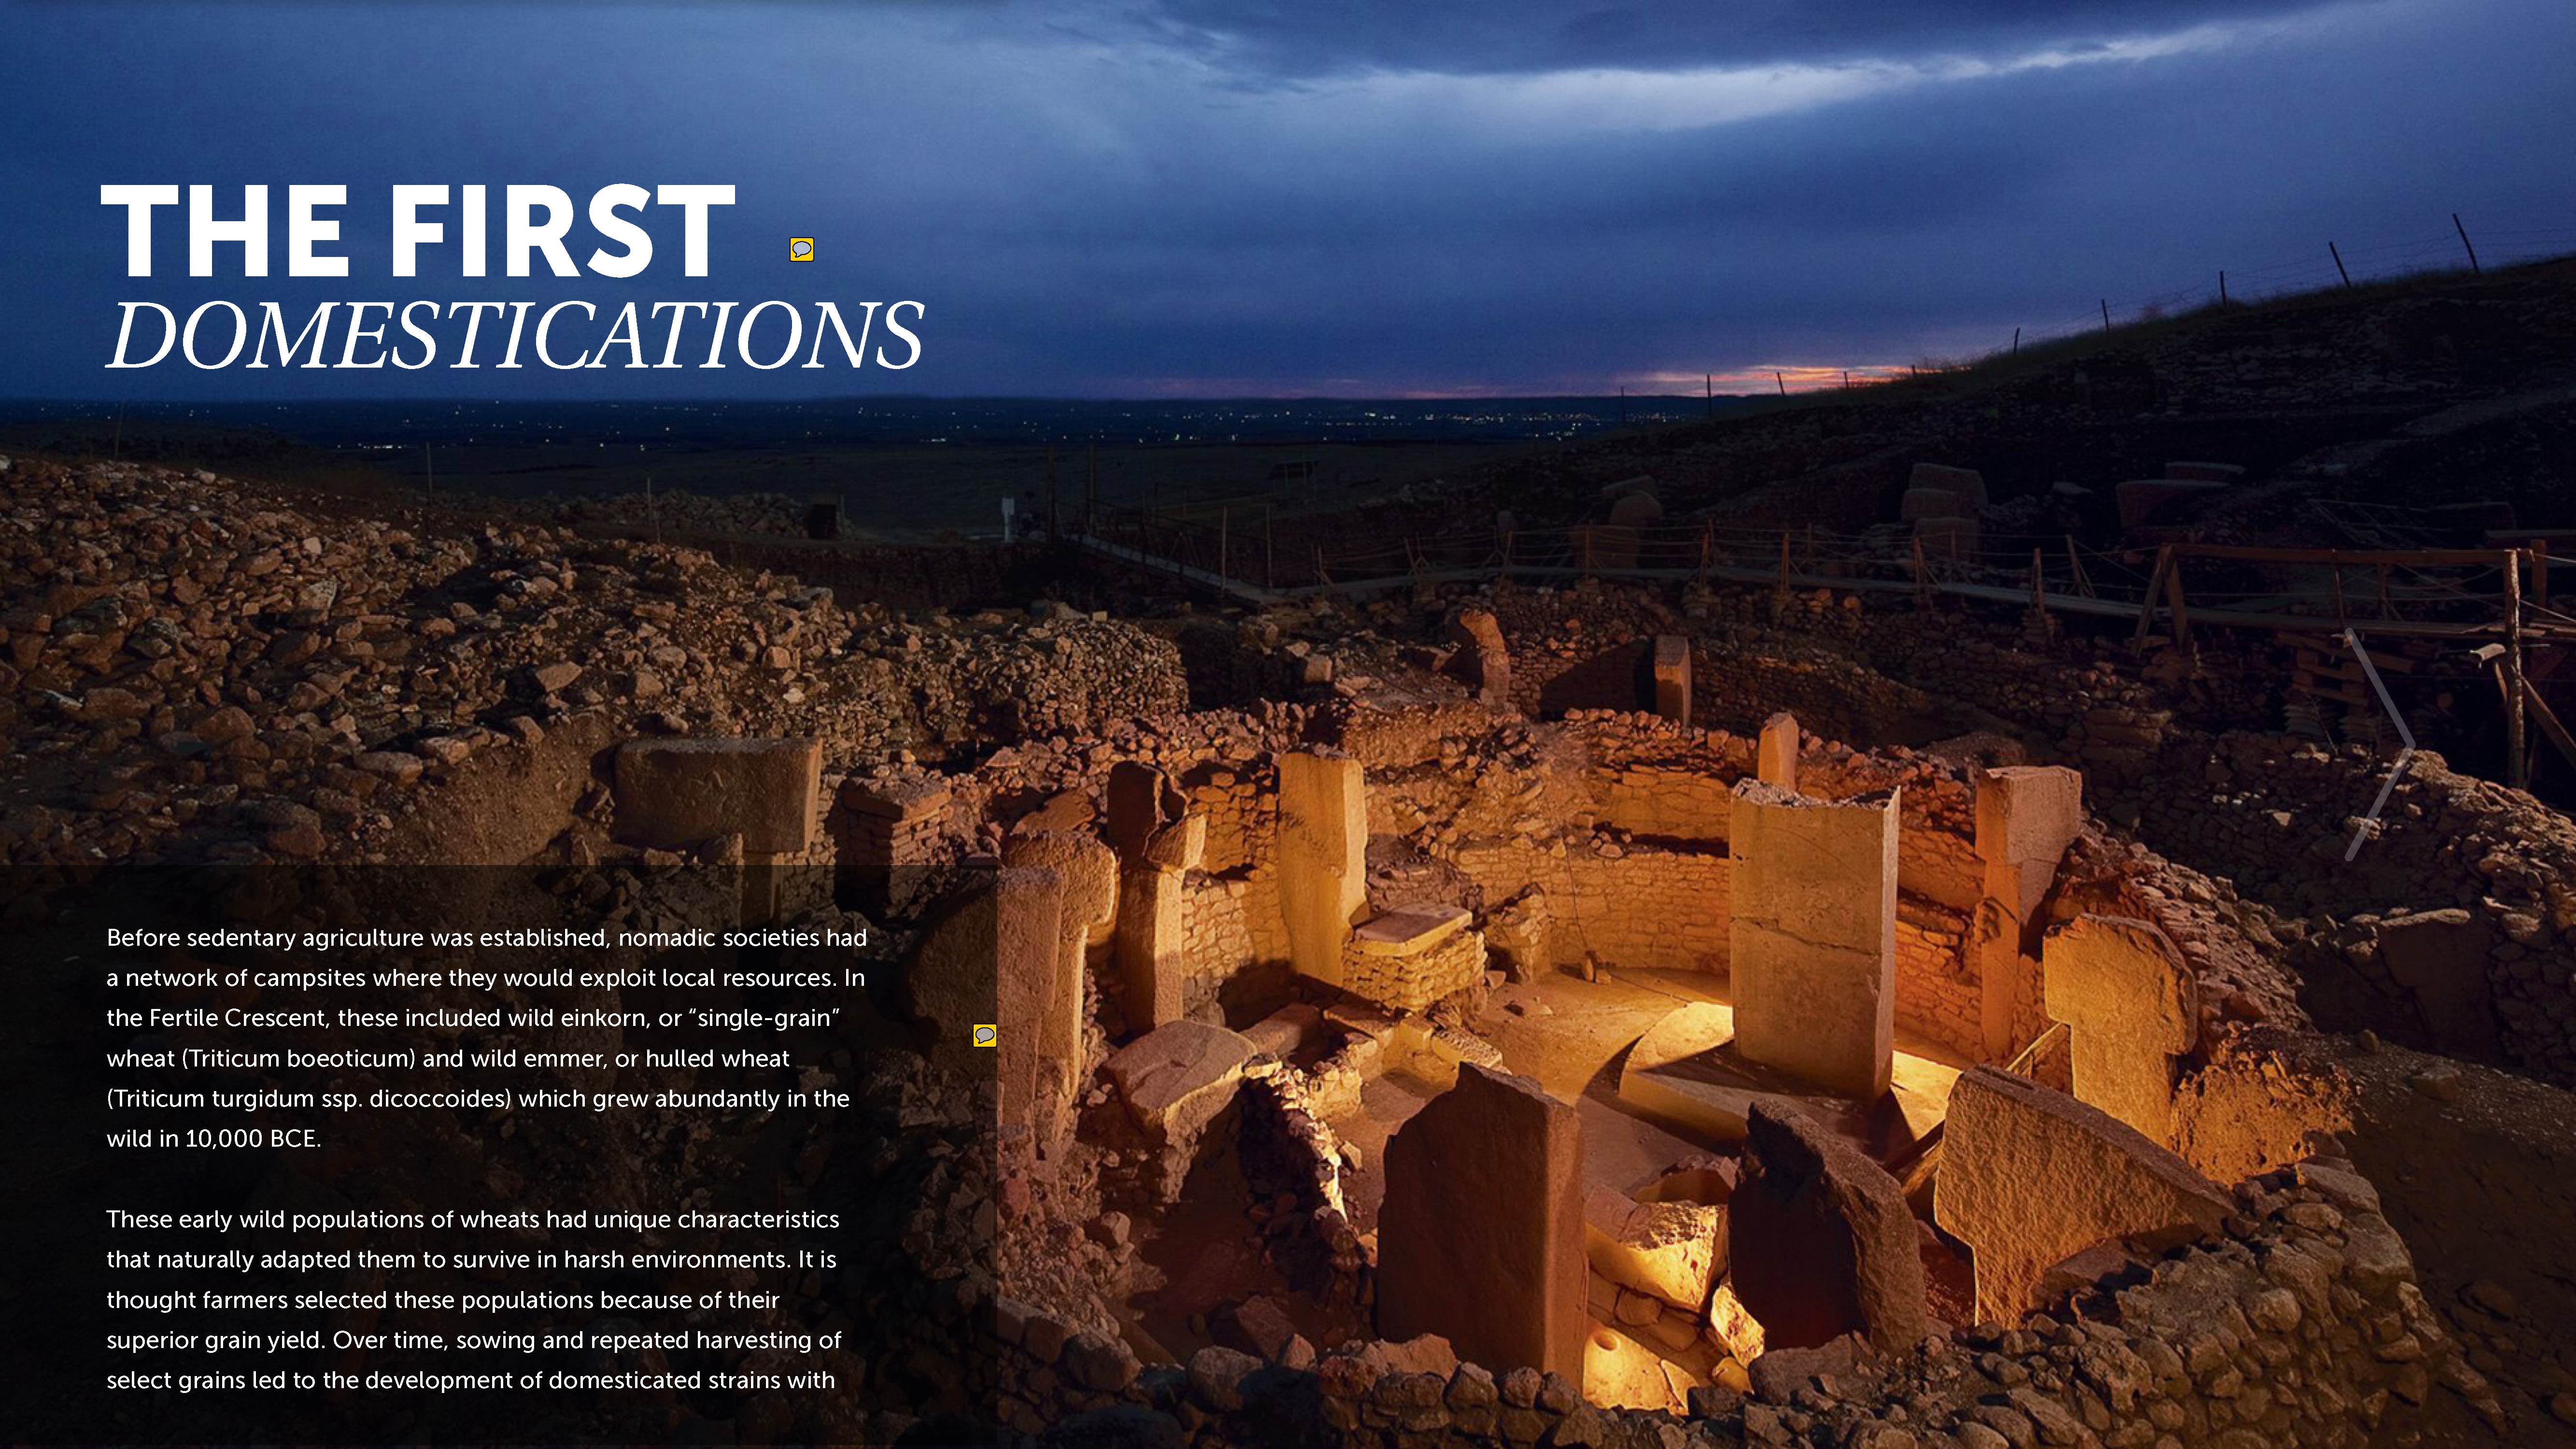 THE FIRST
DOMESTICATIONS
Before sedentary agriculture was established, nomadic societies had
a network of campsites where they would exploit local resources. In
the Fertile Crescent, these included wild einkorn, or “single-grain”
wheat (Triticum boeoticum) and wild emmer, or hulled wheat
(Triticum turgidum ssp. dicoccoides) which grew abundantly in the
wild in 10,000 BCE.
These early wild populations of wheats had unique characteristics
that naturally adapted them to survive in harsh environments. It is
thought farmers selected these populations because of their
superior grain yield. Over time, sowing and repeated harvesting of
select grains led to the development of domesticated strains with